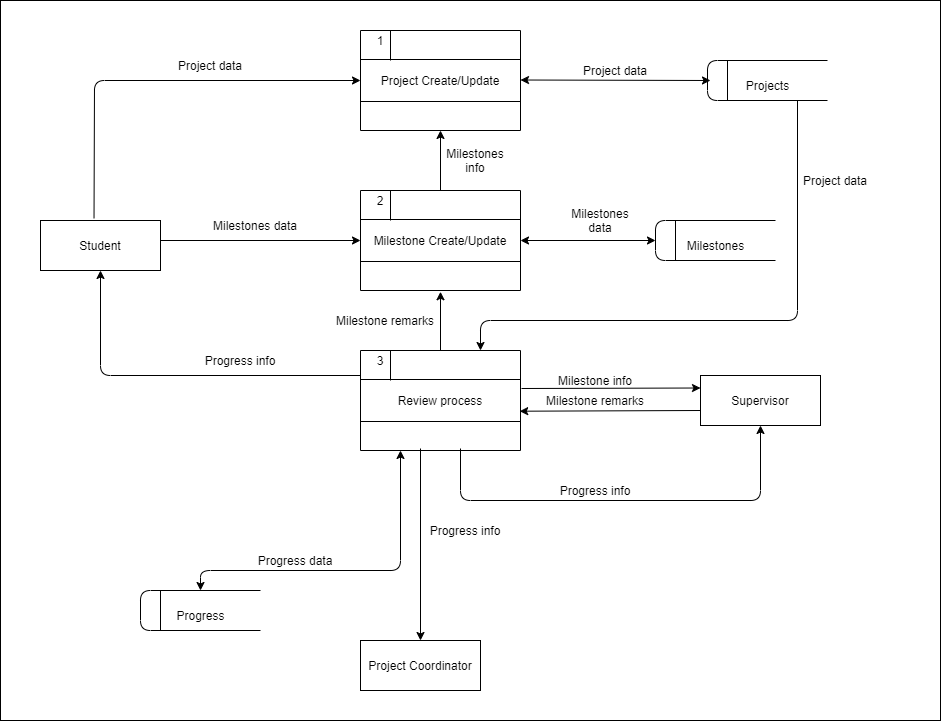 1
Project data
Project data
Project Create/Update
Projects
Milestones
info
Project data
2
Milestones data
Milestones
data
Student
Milestone Create/Update
Milestones
Milestone remarks
Progress info
3
Milestone info
Review process
Milestone remarks
Supervisor
Progress info
Progress info
Progress data
Progress
Project Coordinator